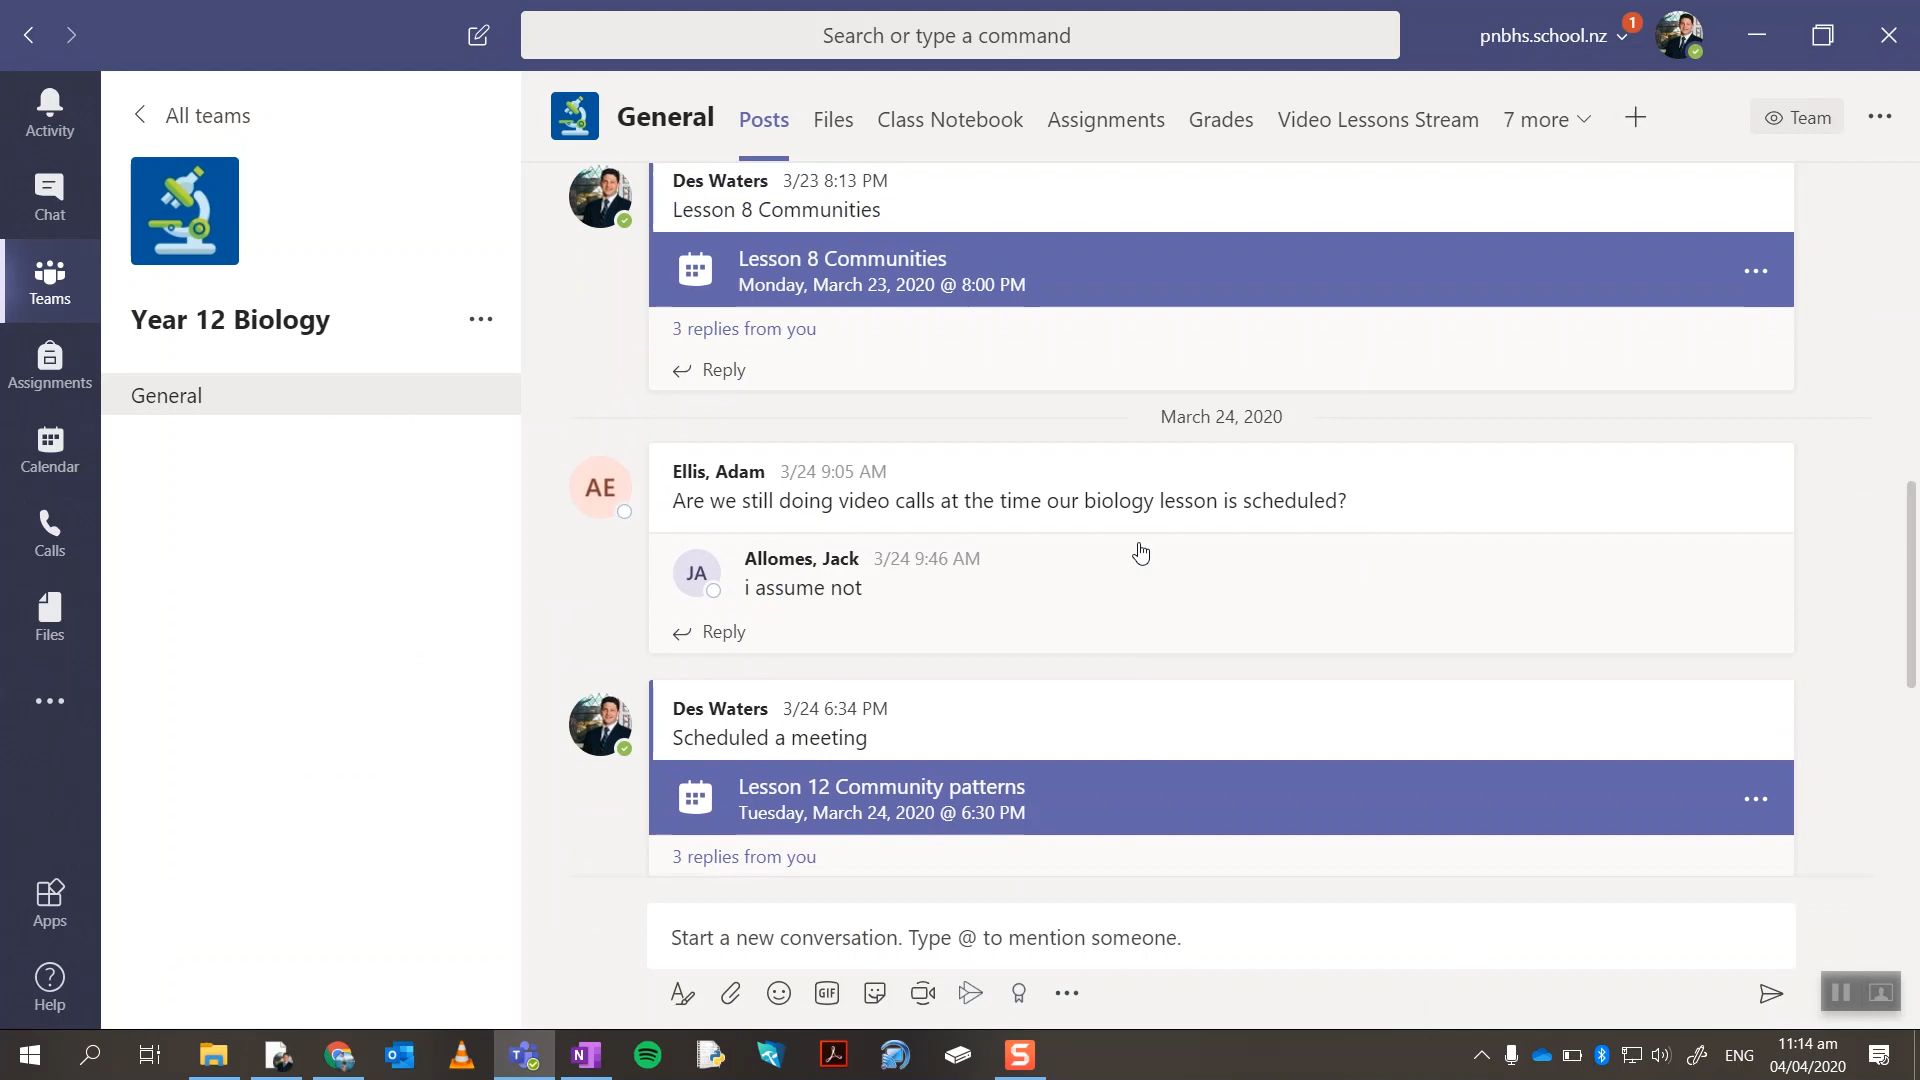 Search or type a command
pnbhs.school.nz
1
Activity
Chat
Teams
Assignments
Calendar
Calls
Files
Apps
Help
All teams
Year 12 Biology
General
General
Posts
Files
Class Notebook
Assignments
Grades
Video Lessons Stream
7 more
Team
Des Waters 3/23 8:13 PM
Lesson 8 Communities
Lesson 8 Communities
Monday, March 23, 2020 @ 8:00 PM
3 replies from you
Reply
March 24, 2020
AE
Ellis, Adam 3/24 9:05 AM
Are we still doing video calls at the time our biology lesson is scheduled?
JA
Allomes, Jack 3/24 9:46 AM
i assume not
Reply
Des Waters 3/24 6:34 PM
Scheduled a meeting
Lesson 12 Community patterns
Tuesday, March 24, 2020 @ 6:30 PM
3 replies from you
Start a new conversation. Type @ to mention someone.
GIF
N
S
ENG
11:14 am
04/04/2020